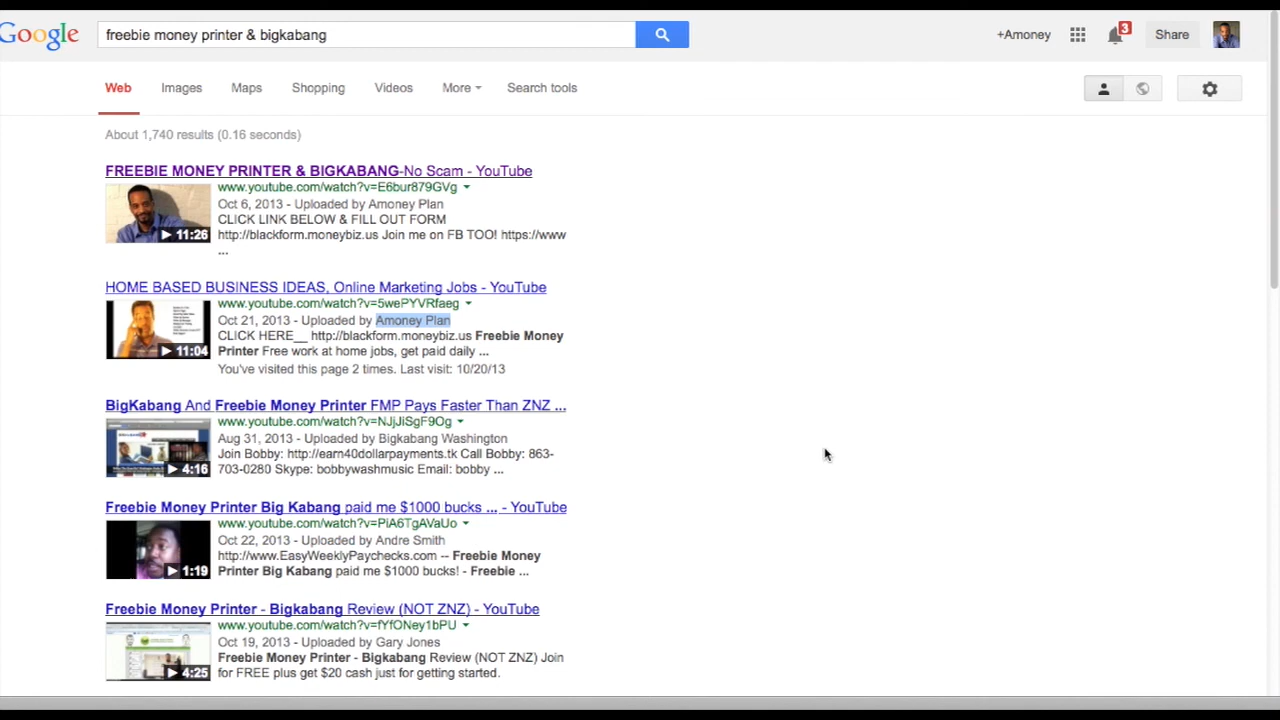 Google
freebie money printer & bigkabang
+Amoney
3
Share
Web Images Maps Shopping Videos More Search tools
About 1,740 results (0.16 seconds)
FREEBIE MONEY PRINTER & BIGKABANG-No Scam - YouTube
www.youtube.com/watch?v=E6bur879GVg
Oct 6, 2013 - Uploaded by Amoney Plan
CLICK LINK BELOW & FILL OUT FORM
http://blackform.moneybiz.us Join me on FB TOO! https://www
...
11:26
HOME BASED BUSINESS IDEAS, Online Marketing Jobs - YouTube
www.youtube.com/watch?v=5wePYVRfaeg
Oct 21, 2013 - Uploaded by Amoney Plan
CLICK HERE__ http://blackform.moneybiz.us Freebie Money
Printer Free work at home jobs, get paid daily ...
You've visited this page 2 times. Last visit: 10/20/13
11:04
BigKabang And Freebie Money Printer FMP Pays Faster Than ZNZ ...
www.youtube.com/watch?v=NJjJiSgF9Og
Aug 31, 2013 - Uploaded by Bigkabang Washington
Join Bobby: http://earn40dollarpayments.tk Call Bobby: 863-
703-0280 Skype: bobbywashmusic Email: bobby ...
4:16
Freebie Money Printer Big Kabang paid me $1000 bucks ... - YouTube
www.youtube.com/watch?v=PiA6TgAVaUo
Oct 22, 2013 - Uploaded by Andre Smith
http://www.EasyWeeklyPaychecks.com -- Freebie Money
Printer Big Kabang paid me $1000 bucks! - Freebie ...
1:19
Freebie Money Printer - Bigkabang Review (NOT ZNZ) - YouTube
www.youtube.com/watch?v=fYfONey1bPU
Oct 19, 2013 - Uploaded by Gary Jones
Freebie Money Printer - Bigkabang Review (NOT ZNZ) Join
for FREE plus get $20 cash just for getting started.
4:25